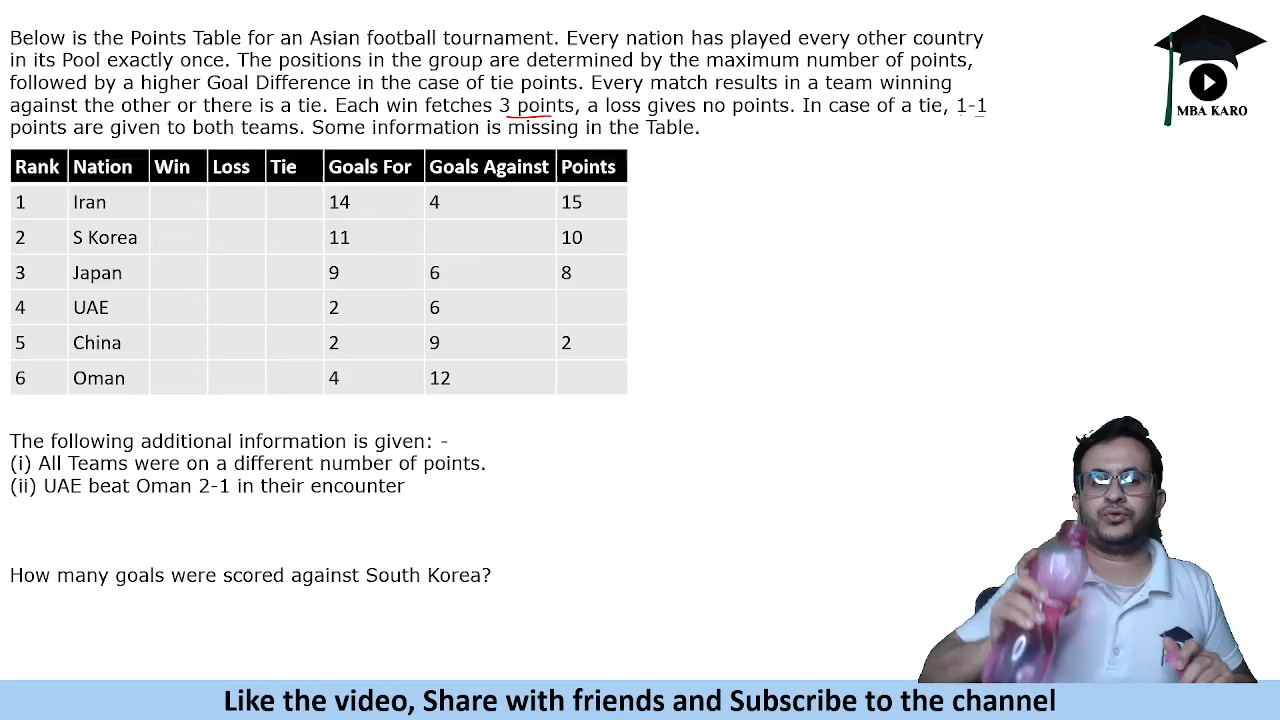 Below is the Points Table for an Asian football tournament. Every nation has played every other country
in its Pool exactly once. The positions in the group are determined by the maximum number of points,
followed by a higher Goal Difference in the case of tie points. Every match results in a team winning
against the other or there is a tie. Each win fetches 3 points, a loss gives no points. In case of a tie, 1-1
points are given to both teams. Some information is missing in the Table.
MBA KARO
Rank Nation Win Loss Tie Goals For Goals Against Points
1 Iran 14 4 15
2 S Korea 11 10
3 Japan 9 6 8
4 UAE 2 6
5 China 2 9 2
6 Oman 4 12
The following additional information is given: -
(i) All Teams were on a different number of points.
(ii) UAE beat Oman 2-1 in their encounter
How many goals were scored against South Korea?
Like the video, Share with friends and Subscribe to the channel